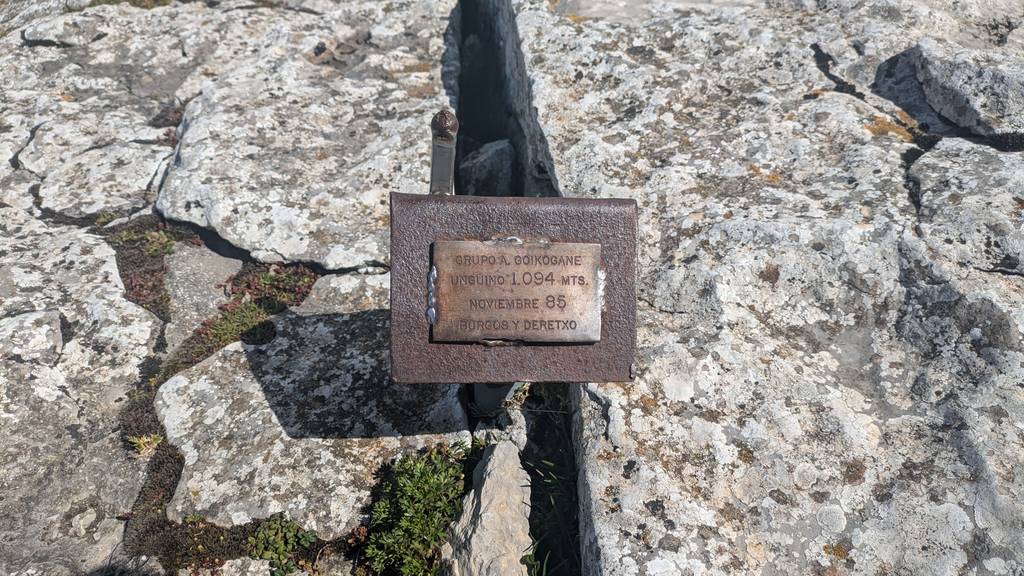 GRUPO A. GOIKOGANE
UNGUINO 1.094 MTS.
NOVIEMBRE 85
BURGOS Y DERETXO